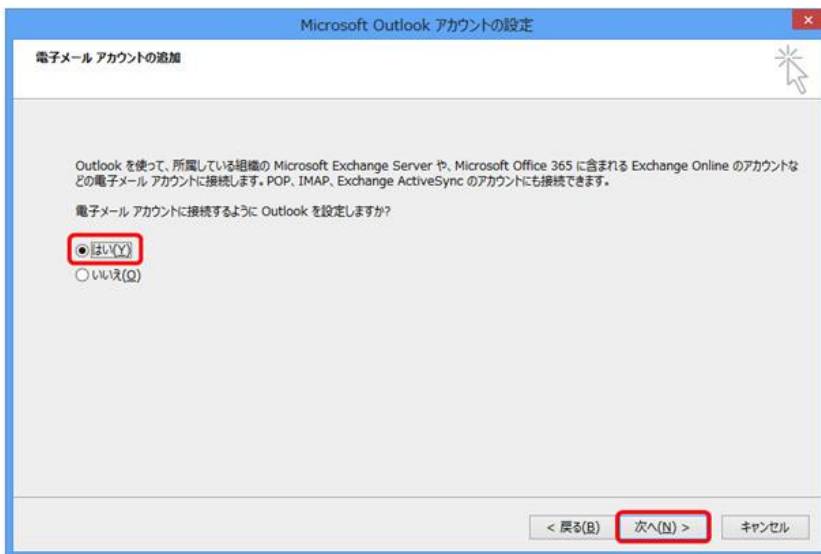 Microsoft Outlook アカウントの設定
電子メール アカウントの追加
Outlook を使って、所属している組織の Microsoft Exchange Server や、Microsoft Office 365 に含まれる Exchange Online のアカウントな
どの電子メール アカウントに接続します。POP、IMAP、Exchange ActiveSync のアカウントにも接続できます。
電子メール アカウントに接続するように Outlook を設定しますか?
はい(Y)
いいえ(O)
< 戻る(B)
次へ(N) >
キャンセル